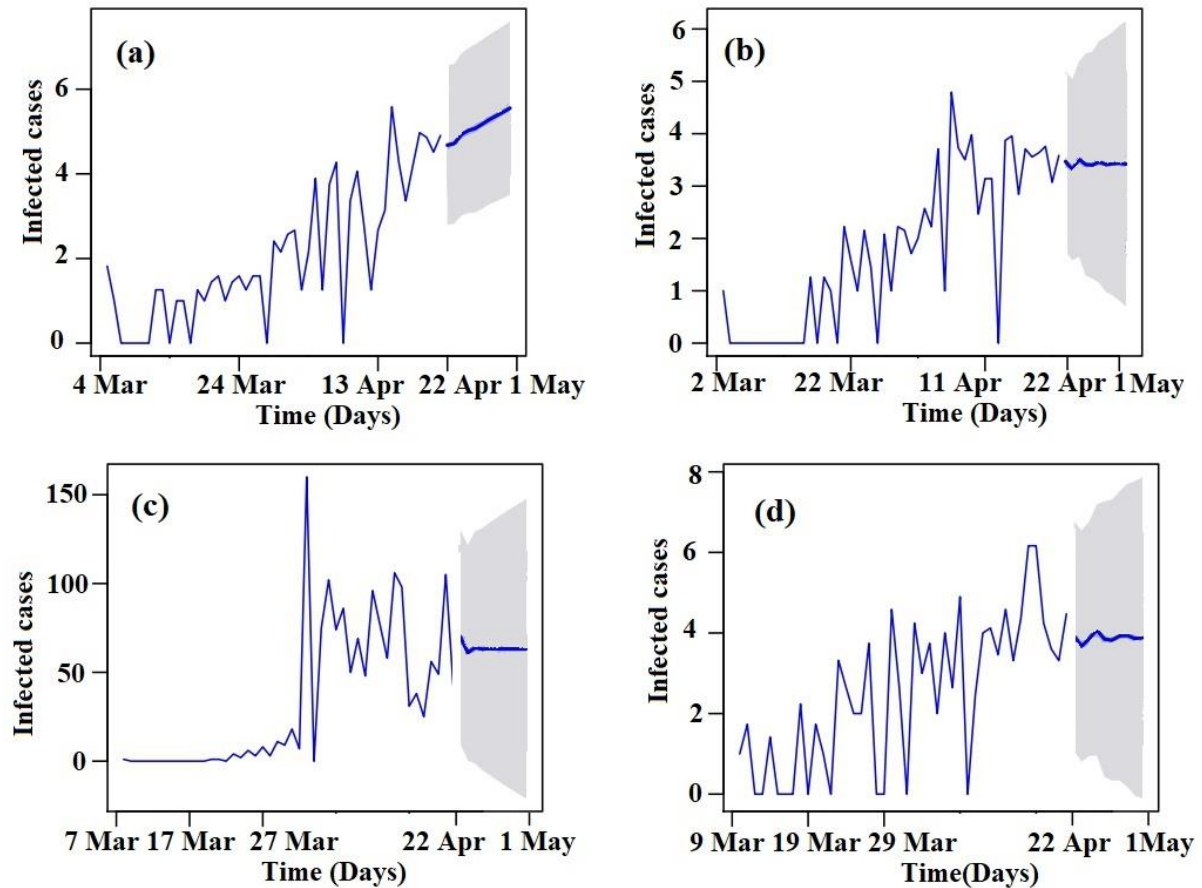 (a)
Infected cases
6
4
2
0
4 Mar 24 Mar 13 Apr 22 Apr 1 May
Time (Days)
(b)
Infected cases
6
5
4
3
2
1
0
2 Mar 22 Mar 11 Apr 22 Apr 1 May
Time (Days)
(c)
Infected cases
150
100
50
0
7 Mar 17 Mar 27 Mar 22 Apr 1 May
Time (Days)
(d)
Infected cases
8
6
4
2
0
9 Mar 19 Mar 29 Mar 22 Apr 1May
Time(Days)